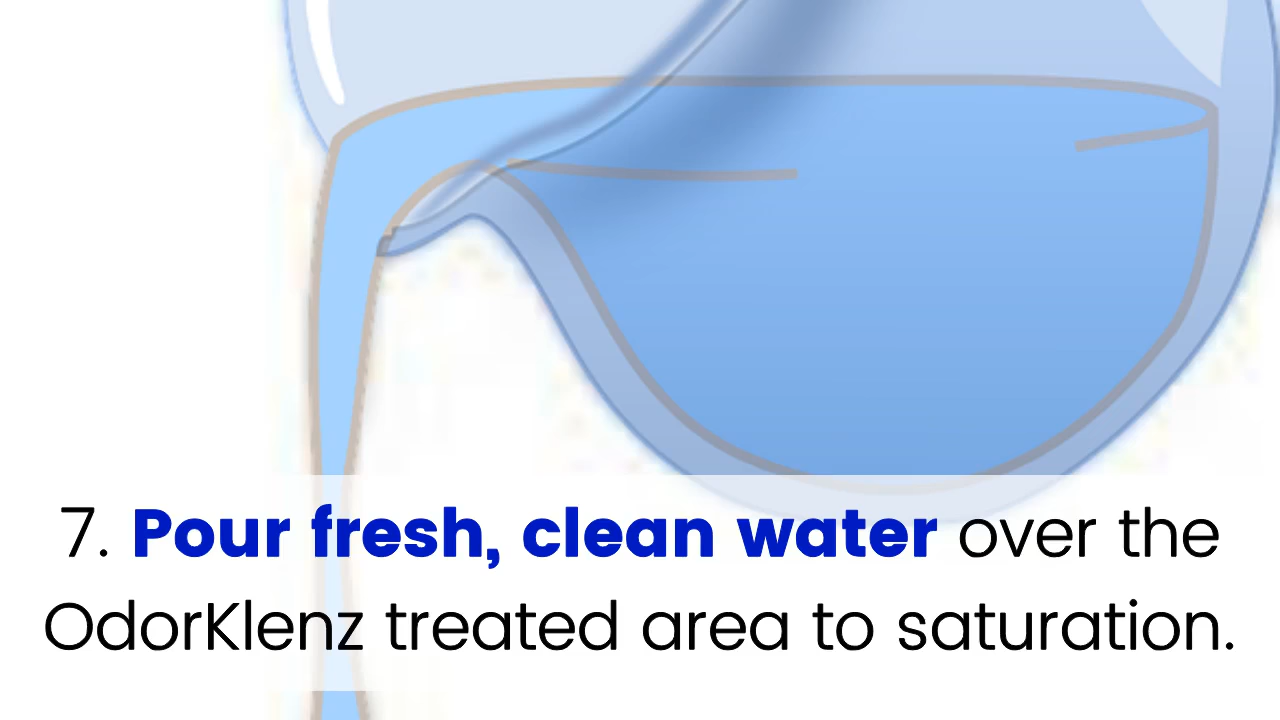 7. Pour fresh, clean water over the
OdorKlenz treated area to saturation.